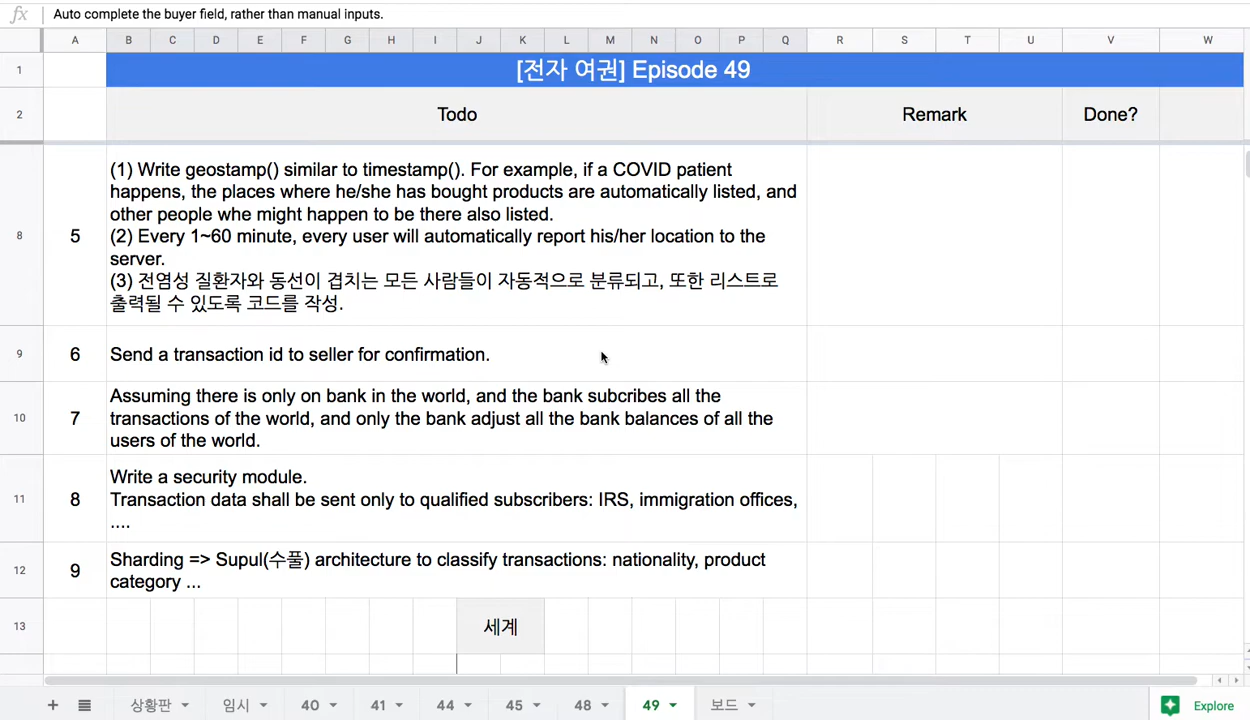 fx Auto complete the buyer field, rather than manual inputs.
A B C D E F G H I J K L M N O P Q R S T U V W
1 [전자 여권] Episode 49
2 Todo Remark Done?
(1) Write geostamp() similar to timestamp(). For example, if a COVID patient
happens, the places where he/she has bought products are automatically listed, and
other people whe might happen to be there also listed.
8 5 (2) Every 1~60 minute, every user will automatically report his/her location to the
server.
(3) 전염성 질환자와 동선이 겹치는 모든 사람들이 자동적으로 분류되고, 또한 리스트로
출력될 수 있도록 코드를 작성.
9 6 Send a transaction id to seller for confirmation.
Assuming there is only on bank in the world, and the bank subcribes all the
10 7 transactions of the world, and only the bank adjust all the bank balances of all the
users of the world.
Write a security module.
11 8 Transaction data shall be sent only to qualified subscribers: IRS, immigration offices,
....
12 9 Sharding => Supul(수풀) architecture to classify transactions: nationality, product
category ...
13 세계
상황판 임시 40 41 44 45 48 49 보드 Explore